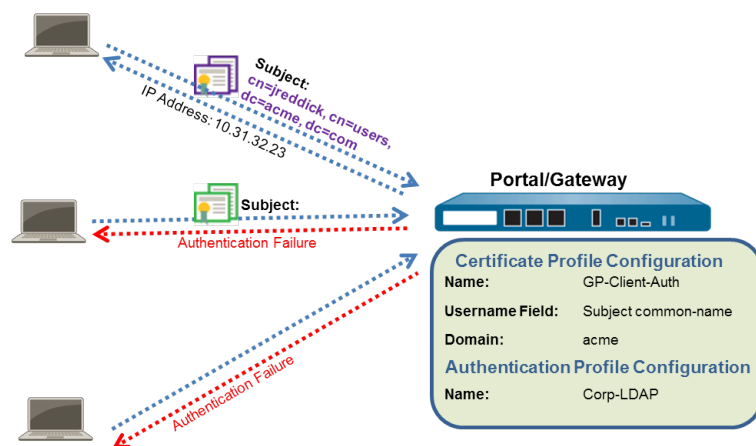 Subject:
cn=jreddick, cn=users,
dc=acme, dc=com
IP Address: 10.31.32.23
Portal/Gateway
Subject:
Authentication Failure
Certificate Profile Configuration
Name: GP-Client-Auth
Username Field: Subject common-name
Domain: acme
Authentication Profile Configuration
Name: Corp-LDAP
Authentication Failure